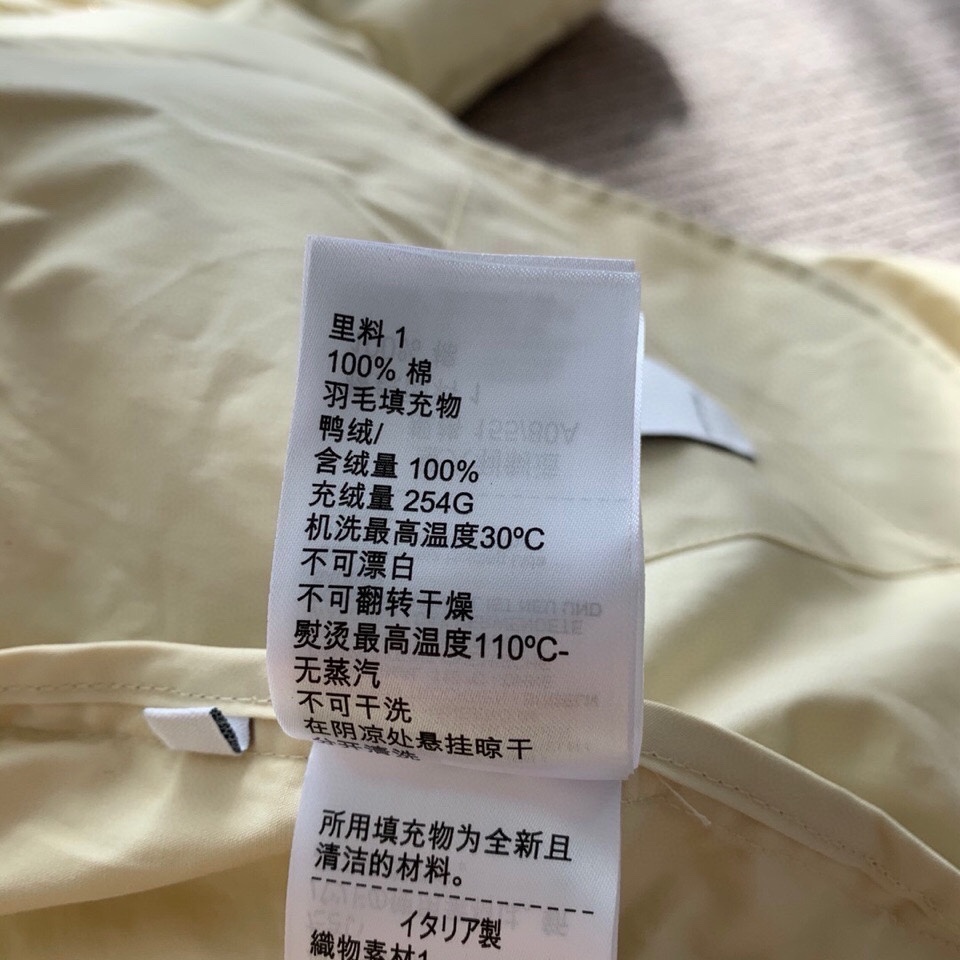 里料 1
100% 棉
羽毛填充物
鸭绒/
含绒量 100%
充绒量 254G
机洗最高温度30ºC
不可漂白
不可翻转干燥
熨烫最高温度110ºC-
无蒸汽
不可干洗
在阴凉处悬挂晾干
分开清洗
所用填充物为全新且
清洁的材料。
イタリア製
織物素材1